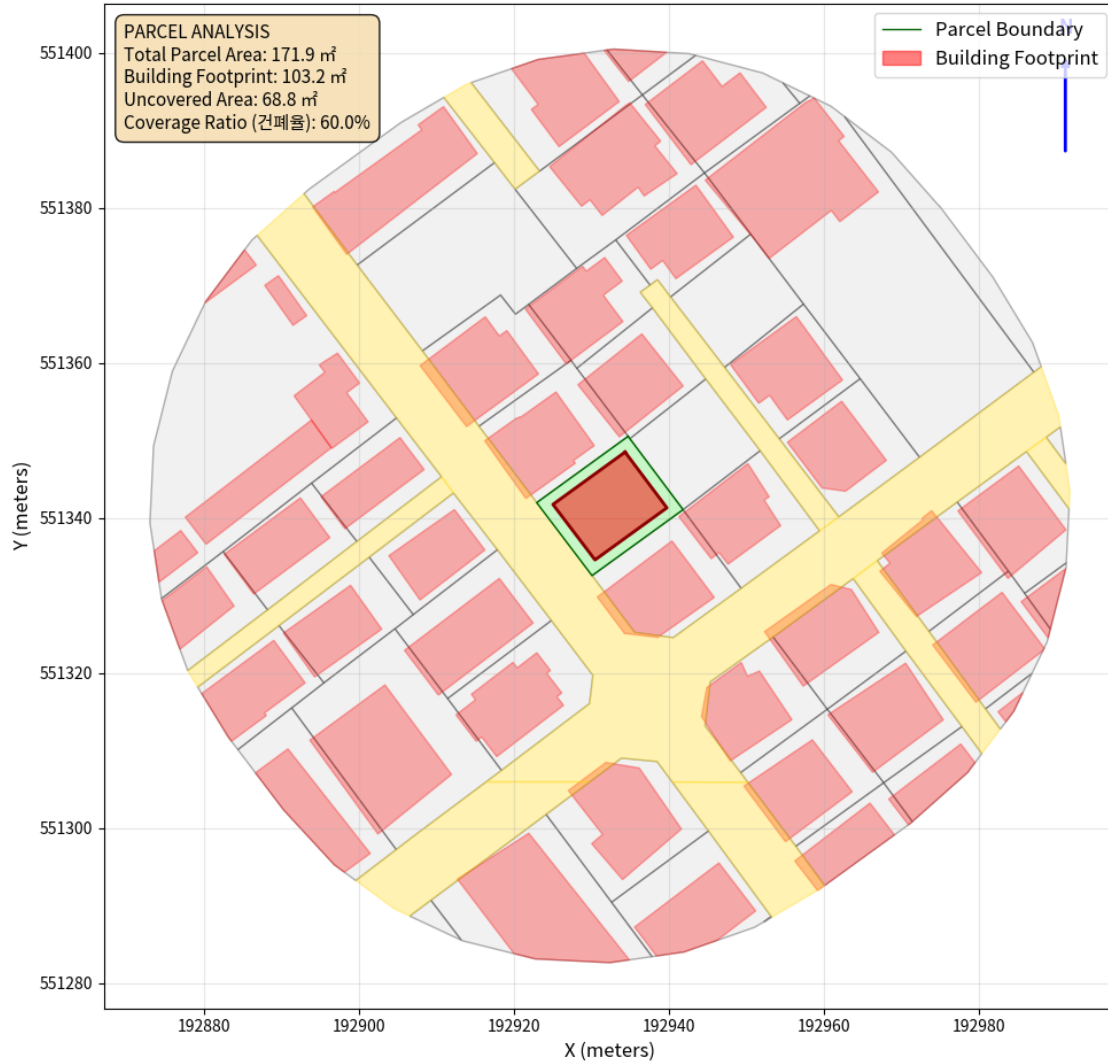 PARCEL ANALYSIS
Total Parcel Area: 171.9 ㎡
Building Footprint: 103.2 ㎡
Uncovered Area: 68.8 ㎡
Coverage Ratio (건폐율): 60.0%
Parcel Boundary
Building Footprint
N
551400
551380
551360
551340
551320
551300
551280
Y (meters)
192880
192900
192920
192940
192960
192980
X (meters)